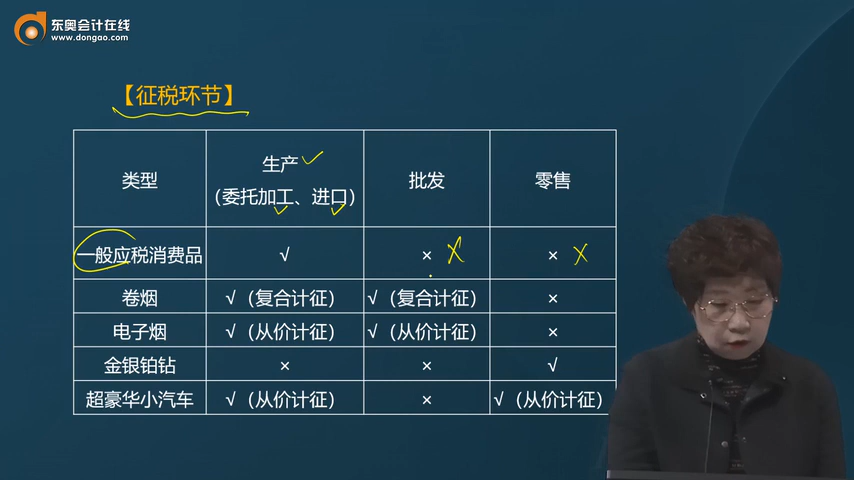 东奥会计在线
www.dongao.com
【征税环节】
类型 生产（委托加工、进口） 批发 零售
一般应税消费品 √ × ×
卷烟 √（复合计征） √（复合计征） ×
电子烟 √（从价计征） √（从价计征） ×
金银铂钻 × × √
超豪华小汽车 √（从价计征） × √（从价计征）